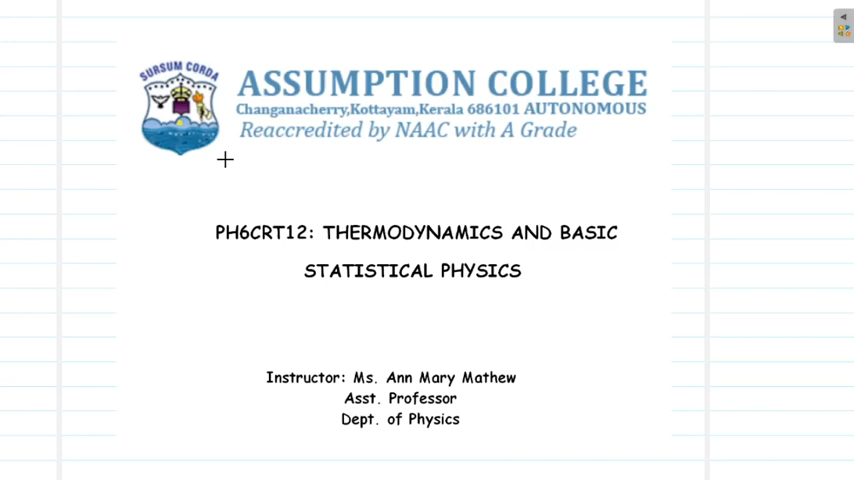 SURSUM CORDA
ASSUMPTION COLLEGE
Changanacherry,Kottayam,Kerala 686101 AUTONOMOUS
Reaccredited by NAAC with A Grade
PH6CRT12: THERMODYNAMICS AND BASIC
STATISTICAL PHYSICS
Instructor: Ms. Ann Mary Mathew
Asst. Professor
Dept. of Physics